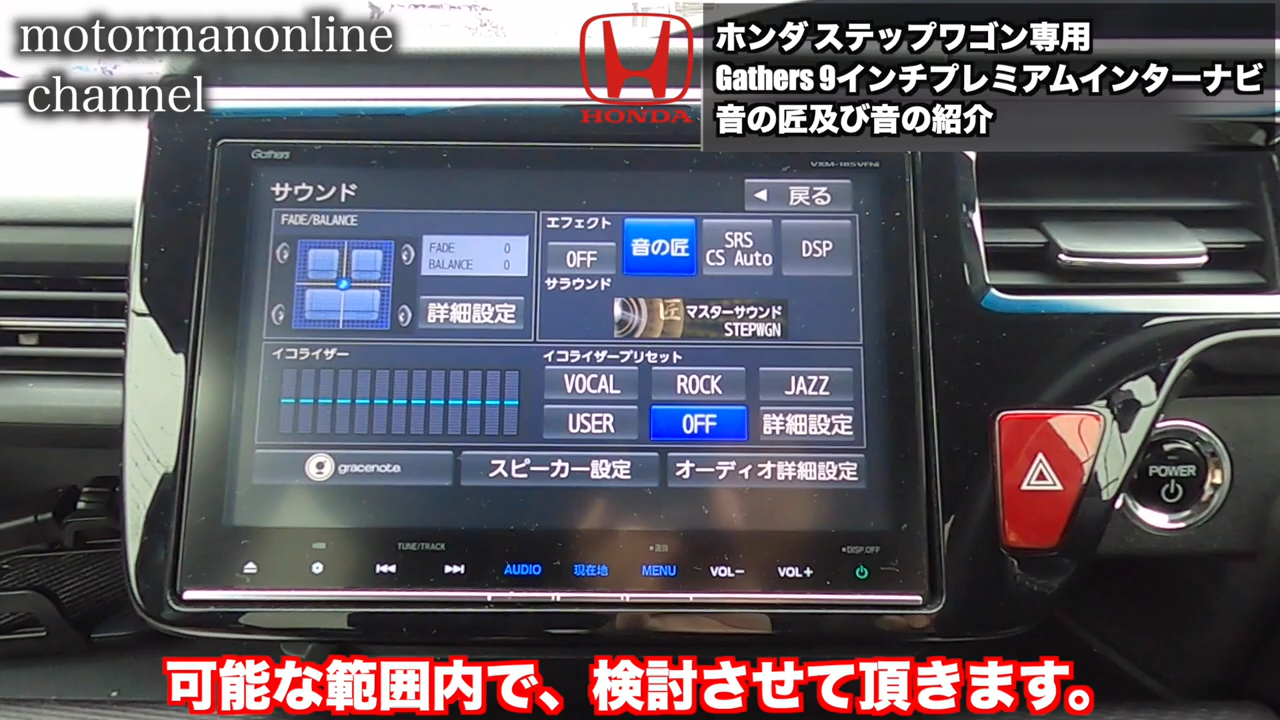 motormanonline
channel
HONDA
ホンダ ステップワゴン専用
Gathers 9インチプレミアムインターナビ
音の匠及び音の紹介
Gathers
サウンド
戻る
FADE/BALANCE
FADE 0
BALANCE 0
詳細設定
エフェクト
OFF
音の匠
SRS
CS Auto
DSP
サラウンド
匠 マスターサウンド
STEPWGN
イコライザー
イコライザープリセット
VOCAL
ROCK
JAZZ
USER
OFF
詳細設定
gracenote
スピーカー設定
オーディオ詳細設定
TUNE/TRACK
DISP.OFF
AUDIO
現在地
MENU
VOL−
VOL+
POWER
可能な範囲内で、検討させて頂きます。